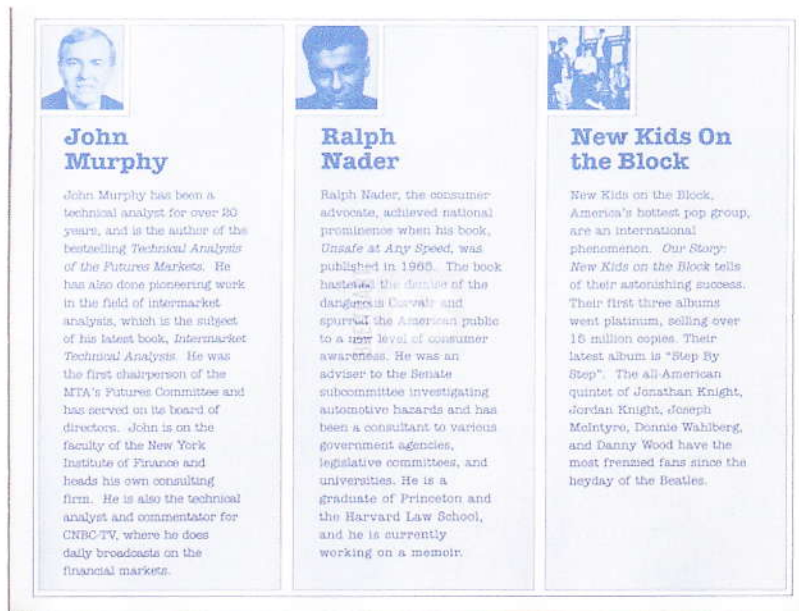 John
Murphy
John Murphy has been a
technical analyst for over 20
years, and is the author of the
bestselling Technical Analysis
of the Futures Markets. He
has also done pioneering work
in the field of intermarket
analysis, which is the subject
of his latest book, Intermarket
Technical Analysis. He was
the first chairperson of the
MTA's Futures Committee and
has served on its board of
directors. John is on the
faculty of the New York
Institute of Finance and
heads his own consulting
firm. He is also the technical
analyst and commentator for
CNBC-TV, where he does
daily broadcasts on the
financial markets.
Ralph
Nader
Ralph Nader, the consumer
advocate, achieved national
prominence when his book,
Unsafe at Any Speed, was
published in 1965. The book
hastened the demise of the
dangerous Corvair and
spurred the American public
to a new level of consumer
awareness. He was an
adviser to the Senate
subcommittee investigating
automotive hazards and has
been a consultant to various
government agencies,
legislative committees, and
universities. He is a
graduate of Princeton and
the Harvard Law School,
and he is currently
working on a memoir.
New Kids On
the Block
New Kids on the Block,
America's hottest pop group,
are an international
phenomenon. Our Story:
New Kids on the Block tells
of their astonishing success.
Their first three albums
went platinum, selling over
15 million copies. Their
latest album is "Step By
Step". The all-American
quintet of Jonathan Knight,
Jordan Knight, Joseph
McIntyre, Donnie Wahlberg,
and Danny Wood have the
most frenzied fans since the
heyday of the Beatles.